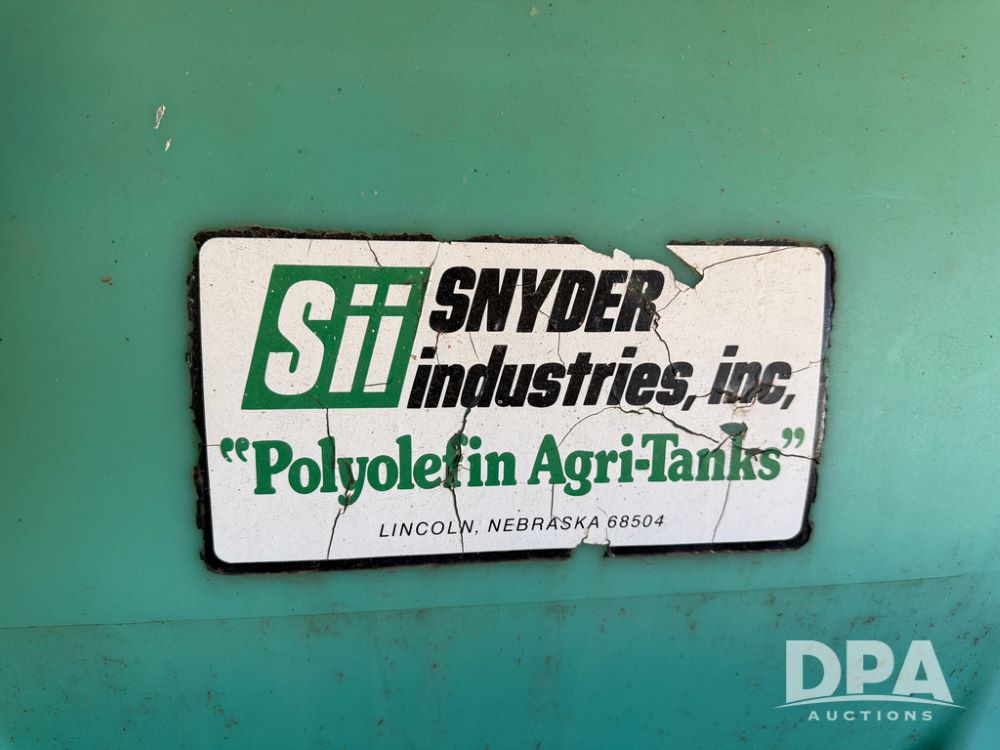 Sii SNYDER
industries, inc,
"Polyolefin Agri-Tanks"
LINCOLN, NEBRASKA 68504
DPA
AUCTIONS